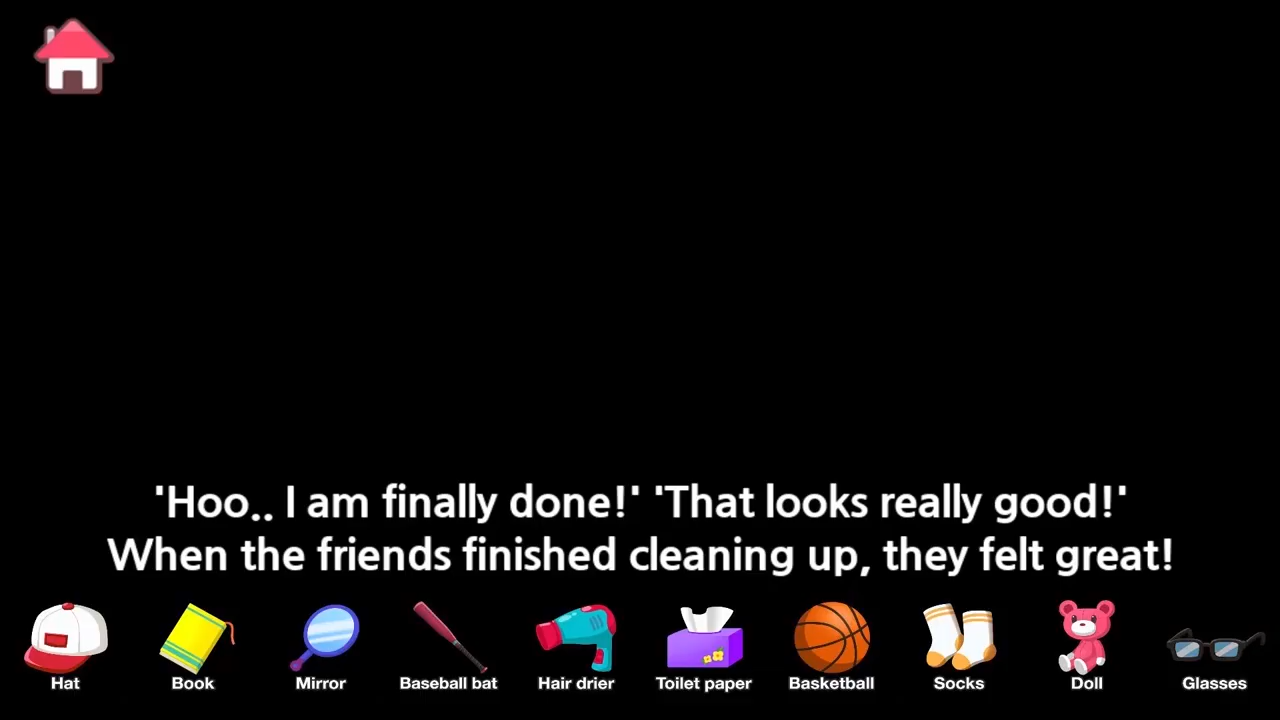 'Hoo.. I am finally done!' 'That looks really good!'
When the friends finished cleaning up, they felt great!
Hat
Book
Mirror
Baseball bat
Hair drier
Toilet paper
Basketball
Socks
Doll
Glasses